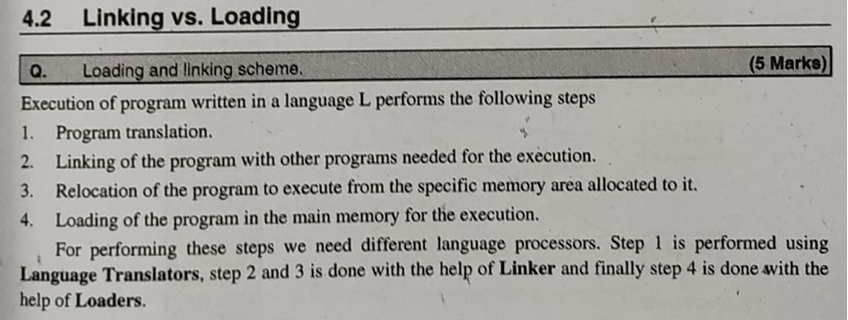 4.2 Linking vs. Loading
Q. Loading and linking scheme. (5 Marks)
Execution of program written in a language L performs the following steps
1. Program translation.
2. Linking of the program with other programs needed for the execution.
3. Relocation of the program to execute from the specific memory area allocated to it.
4. Loading of the program in the main memory for the execution.
For performing these steps we need different language processors. Step 1 is performed using
Language Translators, step 2 and 3 is done with the help of Linker and finally step 4 is done with the
help of Loaders.